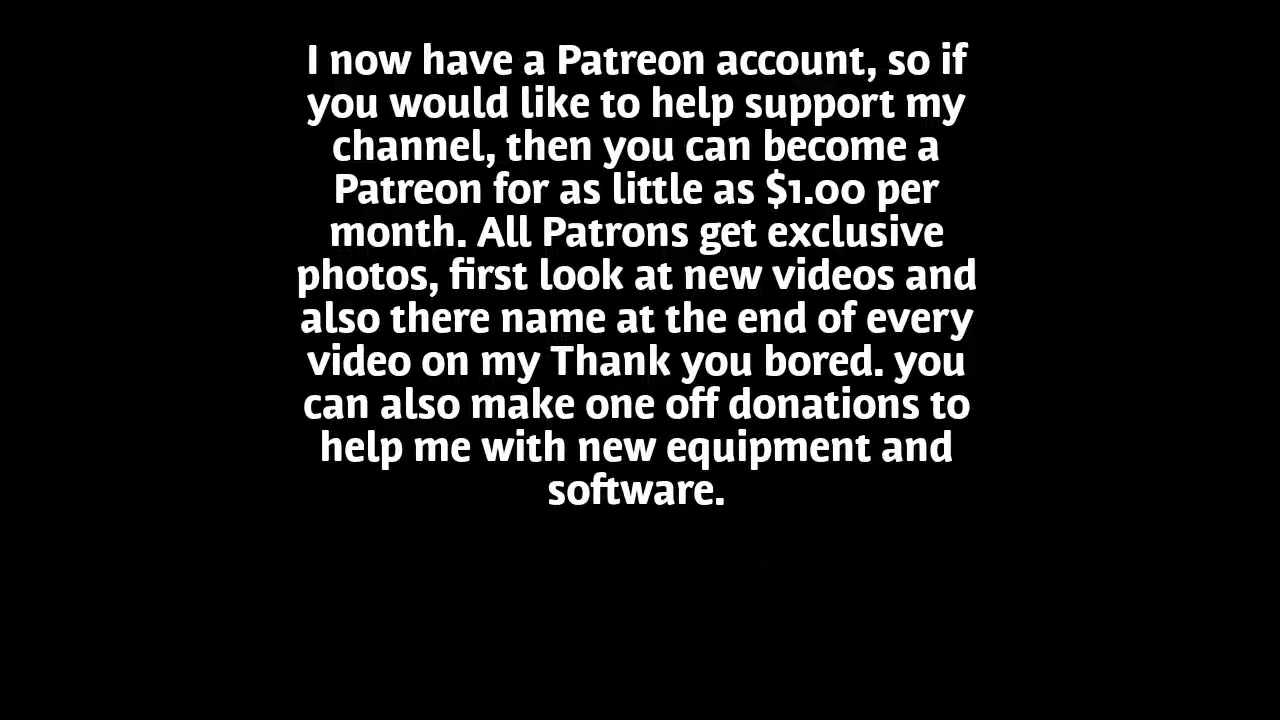 I now have a Patreon account, so if
you would like to help support my
channel, then you can become a
Patreon for as little as $1.00 per
month. All Patrons get exclusive
photos, first look at new videos and
also there name at the end of every
video on my Thank you bored. you
can also make one off donations to
help me with new equipment and
software.